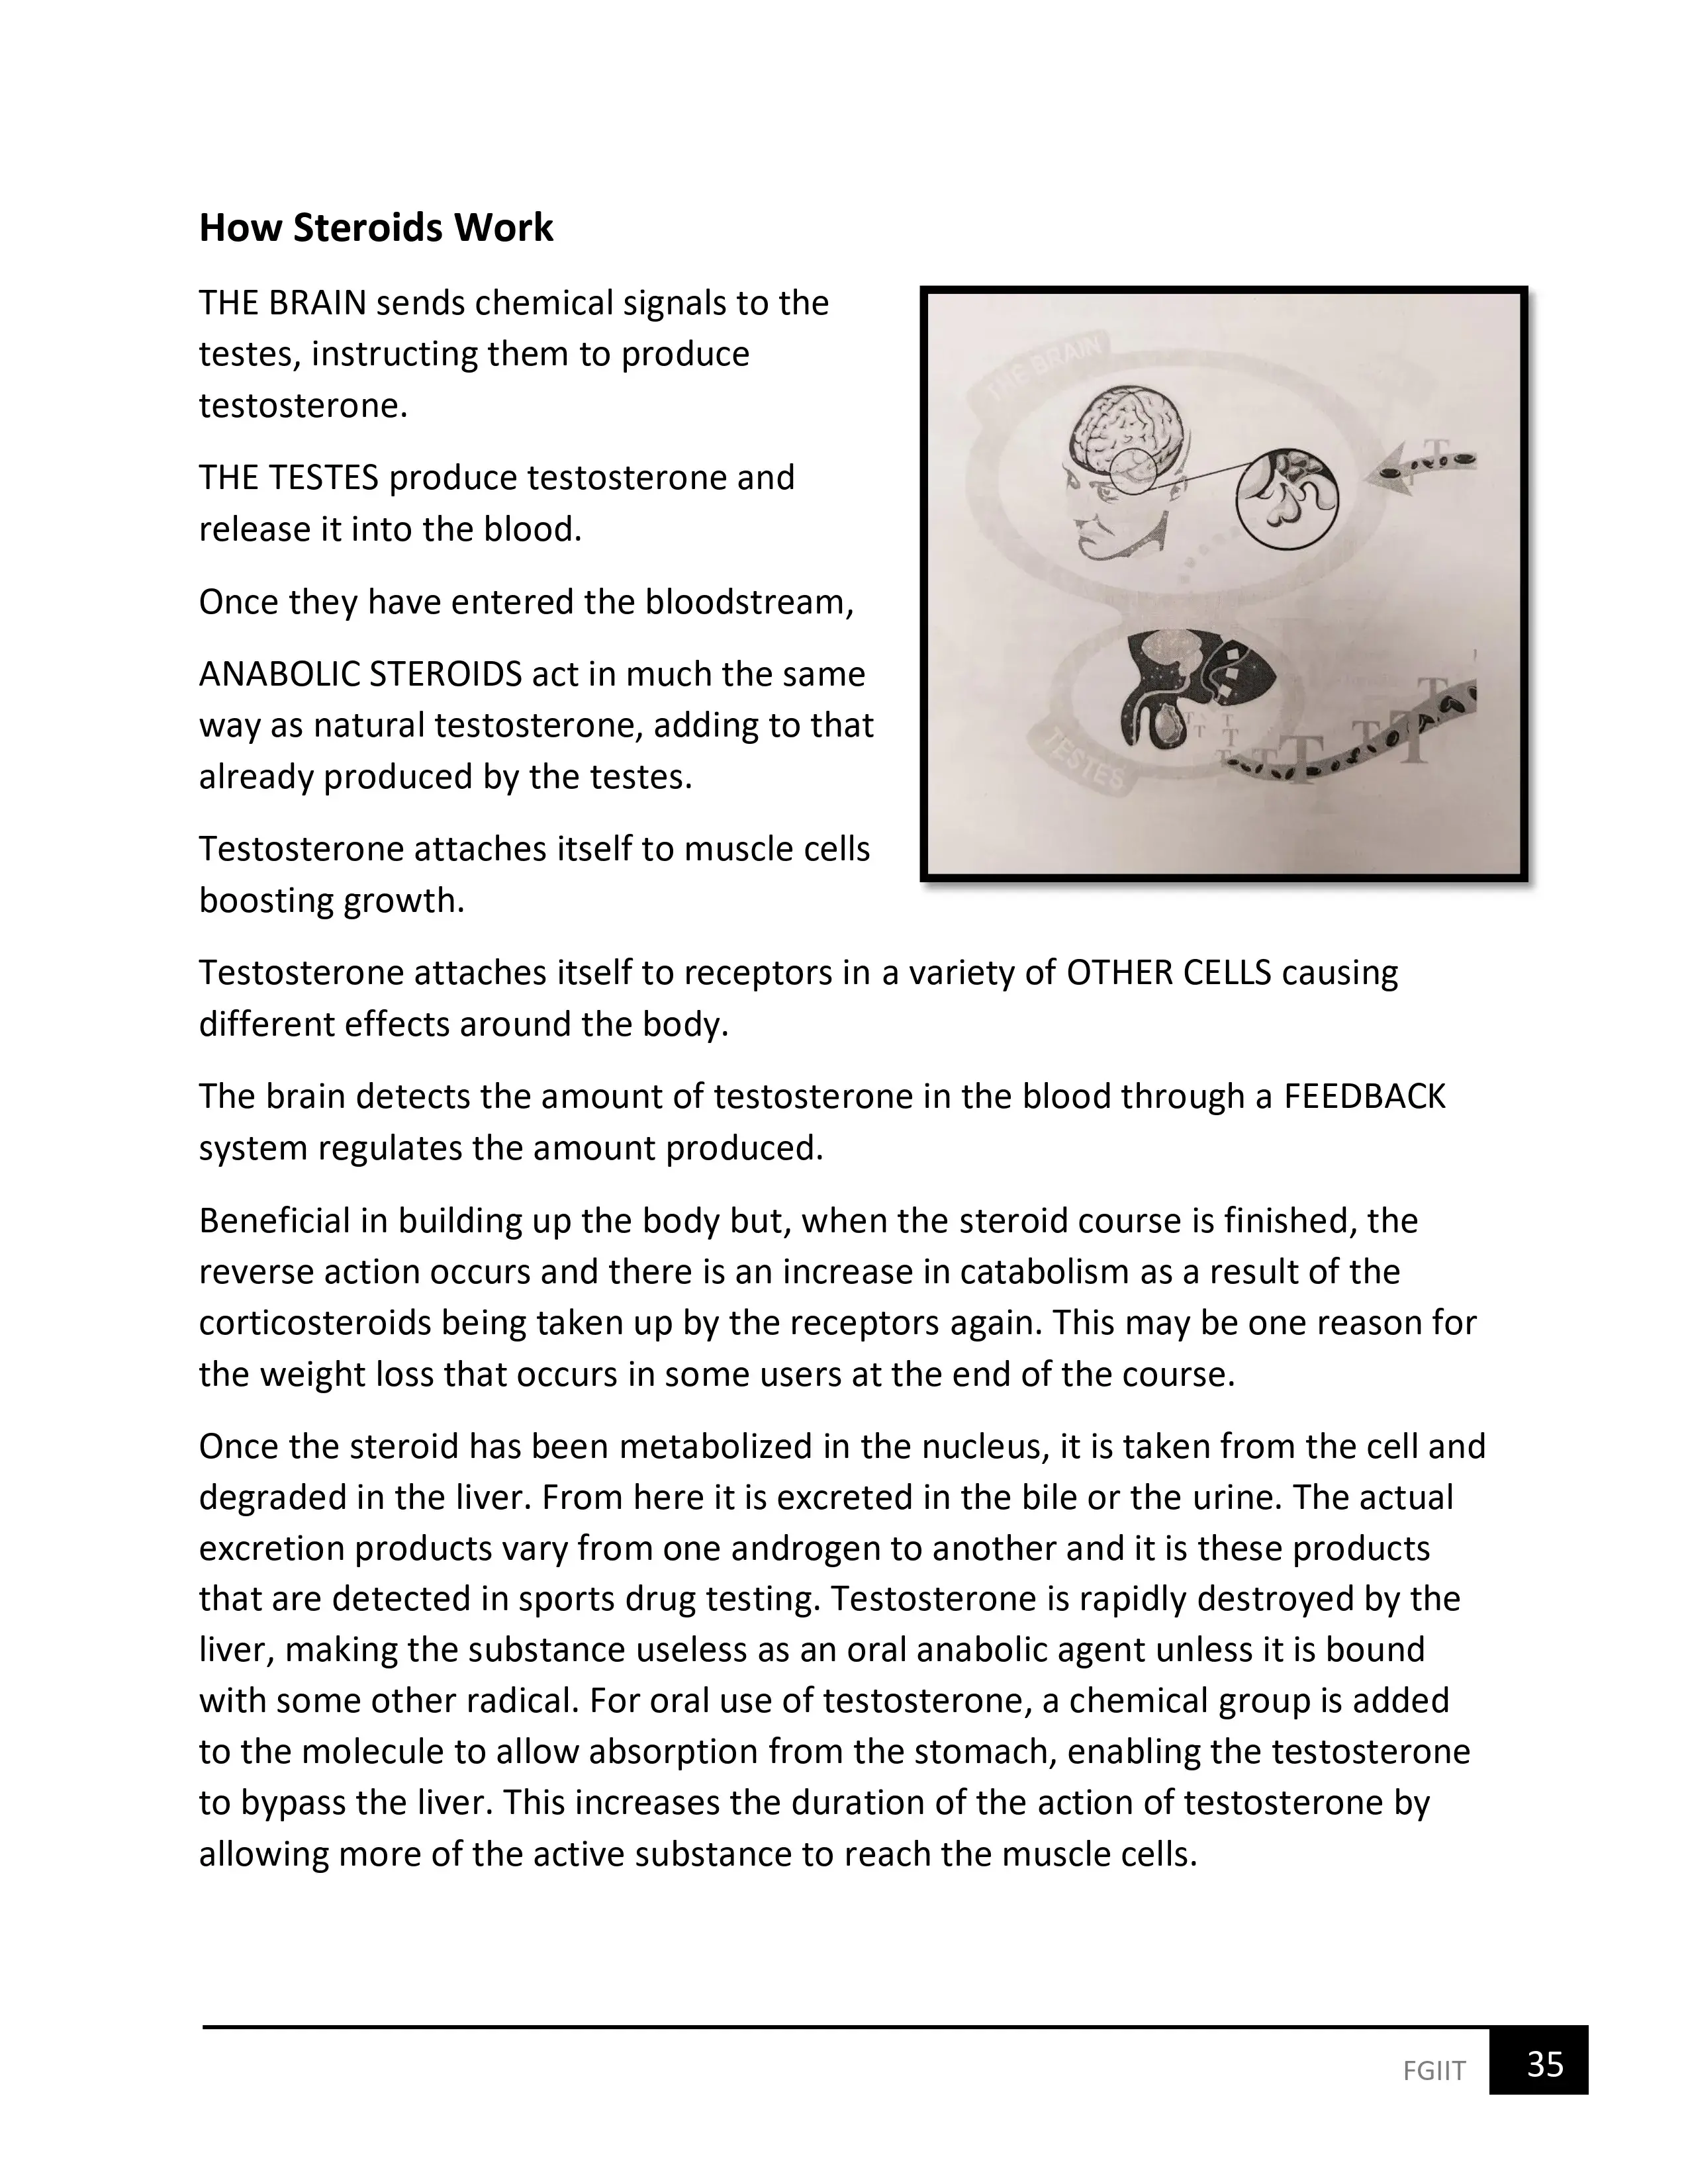 How Steroids Work
THE BRAIN sends chemical signals to the
testes, instructing them to produce
testosterone.
THE TESTES produce testosterone and
release it into the blood.
Once they have entered the bloodstream,
ANABOLIC STEROIDS act in much the same
way as natural testosterone, adding to that
already produced by the testes.
Testosterone attaches itself to muscle cells
boosting growth.
THE BRAIN
T
TESTES
T
T
T
T
T
T
T
T
T
T
T
Testosterone attaches itself to receptors in a variety of OTHER CELLS causing
different effects around the body.
The brain detects the amount of testosterone in the blood through a FEEDBACK
system regulates the amount produced.
Beneficial in building up the body but, when the steroid course is finished, the
reverse action occurs and there is an increase in catabolism as a result of the
corticosteroids being taken up by the receptors again. This may be one reason for
the weight loss that occurs in some users at the end of the course.
Once the steroid has been metabolized in the nucleus, it is taken from the cell and
degraded in the liver. From here it is excreted in the bile or the urine. The actual
excretion products vary from one androgen to another and it is these products
that are detected in sports drug testing. Testosterone is rapidly destroyed by the
liver, making the substance useless as an oral anabolic agent unless it is bound
with some other radical. For oral use of testosterone, a chemical group is added
to the molecule to allow absorption from the stomach, enabling the testosterone
to bypass the liver. This increases the duration of the action of testosterone by
allowing more of the active substance to reach the muscle cells.
FGIIT 35